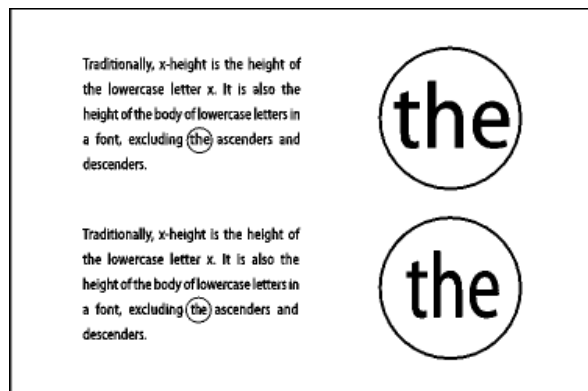 Traditionally, x-height is the height of
the lowercase letter x. It is also the
height of the body of lowercase letters in
a font, excluding the ascenders and
descenders.
the
Traditionally, x-height is the height of
the lowercase letter x. It is also the
height of the body of lowercase letters in
a font, excluding the ascenders and
descenders.
the